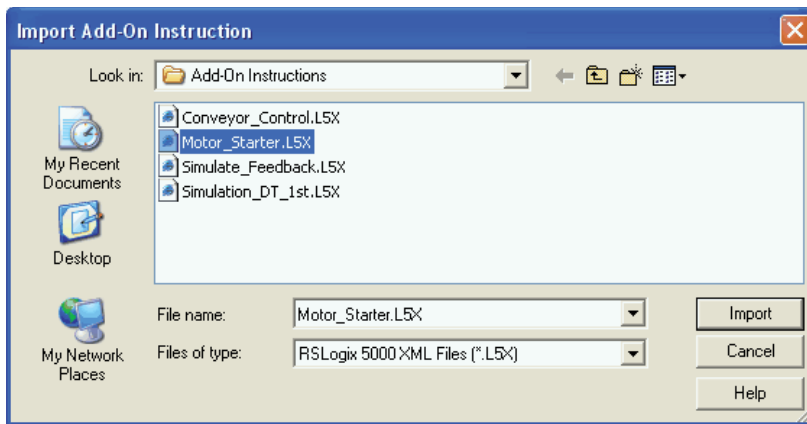 Import Add-On Instruction
Look in:
Add-On Instructions
My Recent
Documents
Desktop
My Network
Places
Conveyor_Control.L5X
Motor_Starter.L5X
Simulate_Feedback.L5X
Simulation_DT_1st.L5X
File name:
Motor_Starter.L5X
Import
Files of type:
RSLogix 5000 XML Files (*.L5X)
Cancel
Help